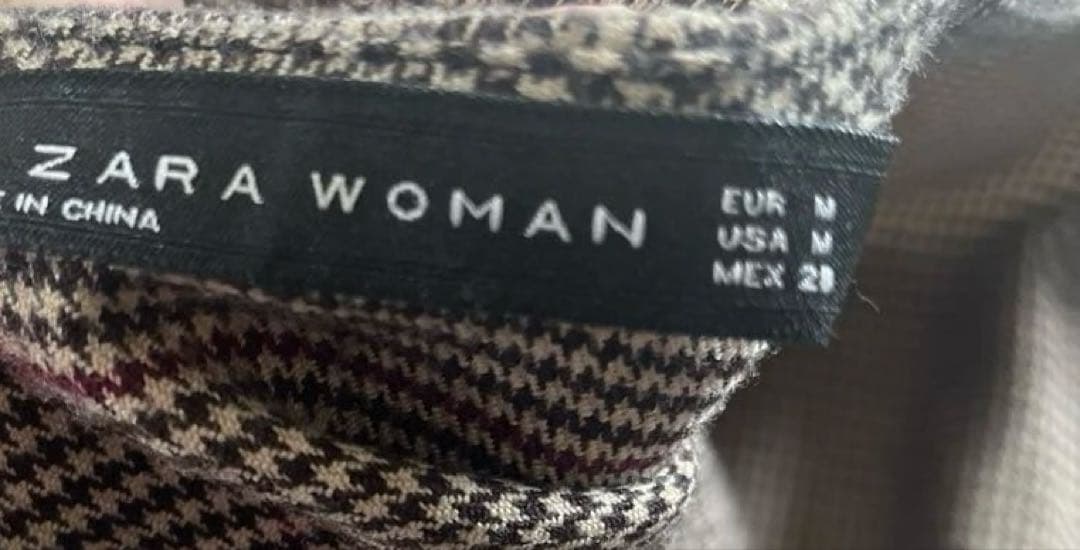 ZARA WOMAN
IN CHINA
EUR M
USA M
MEX 28